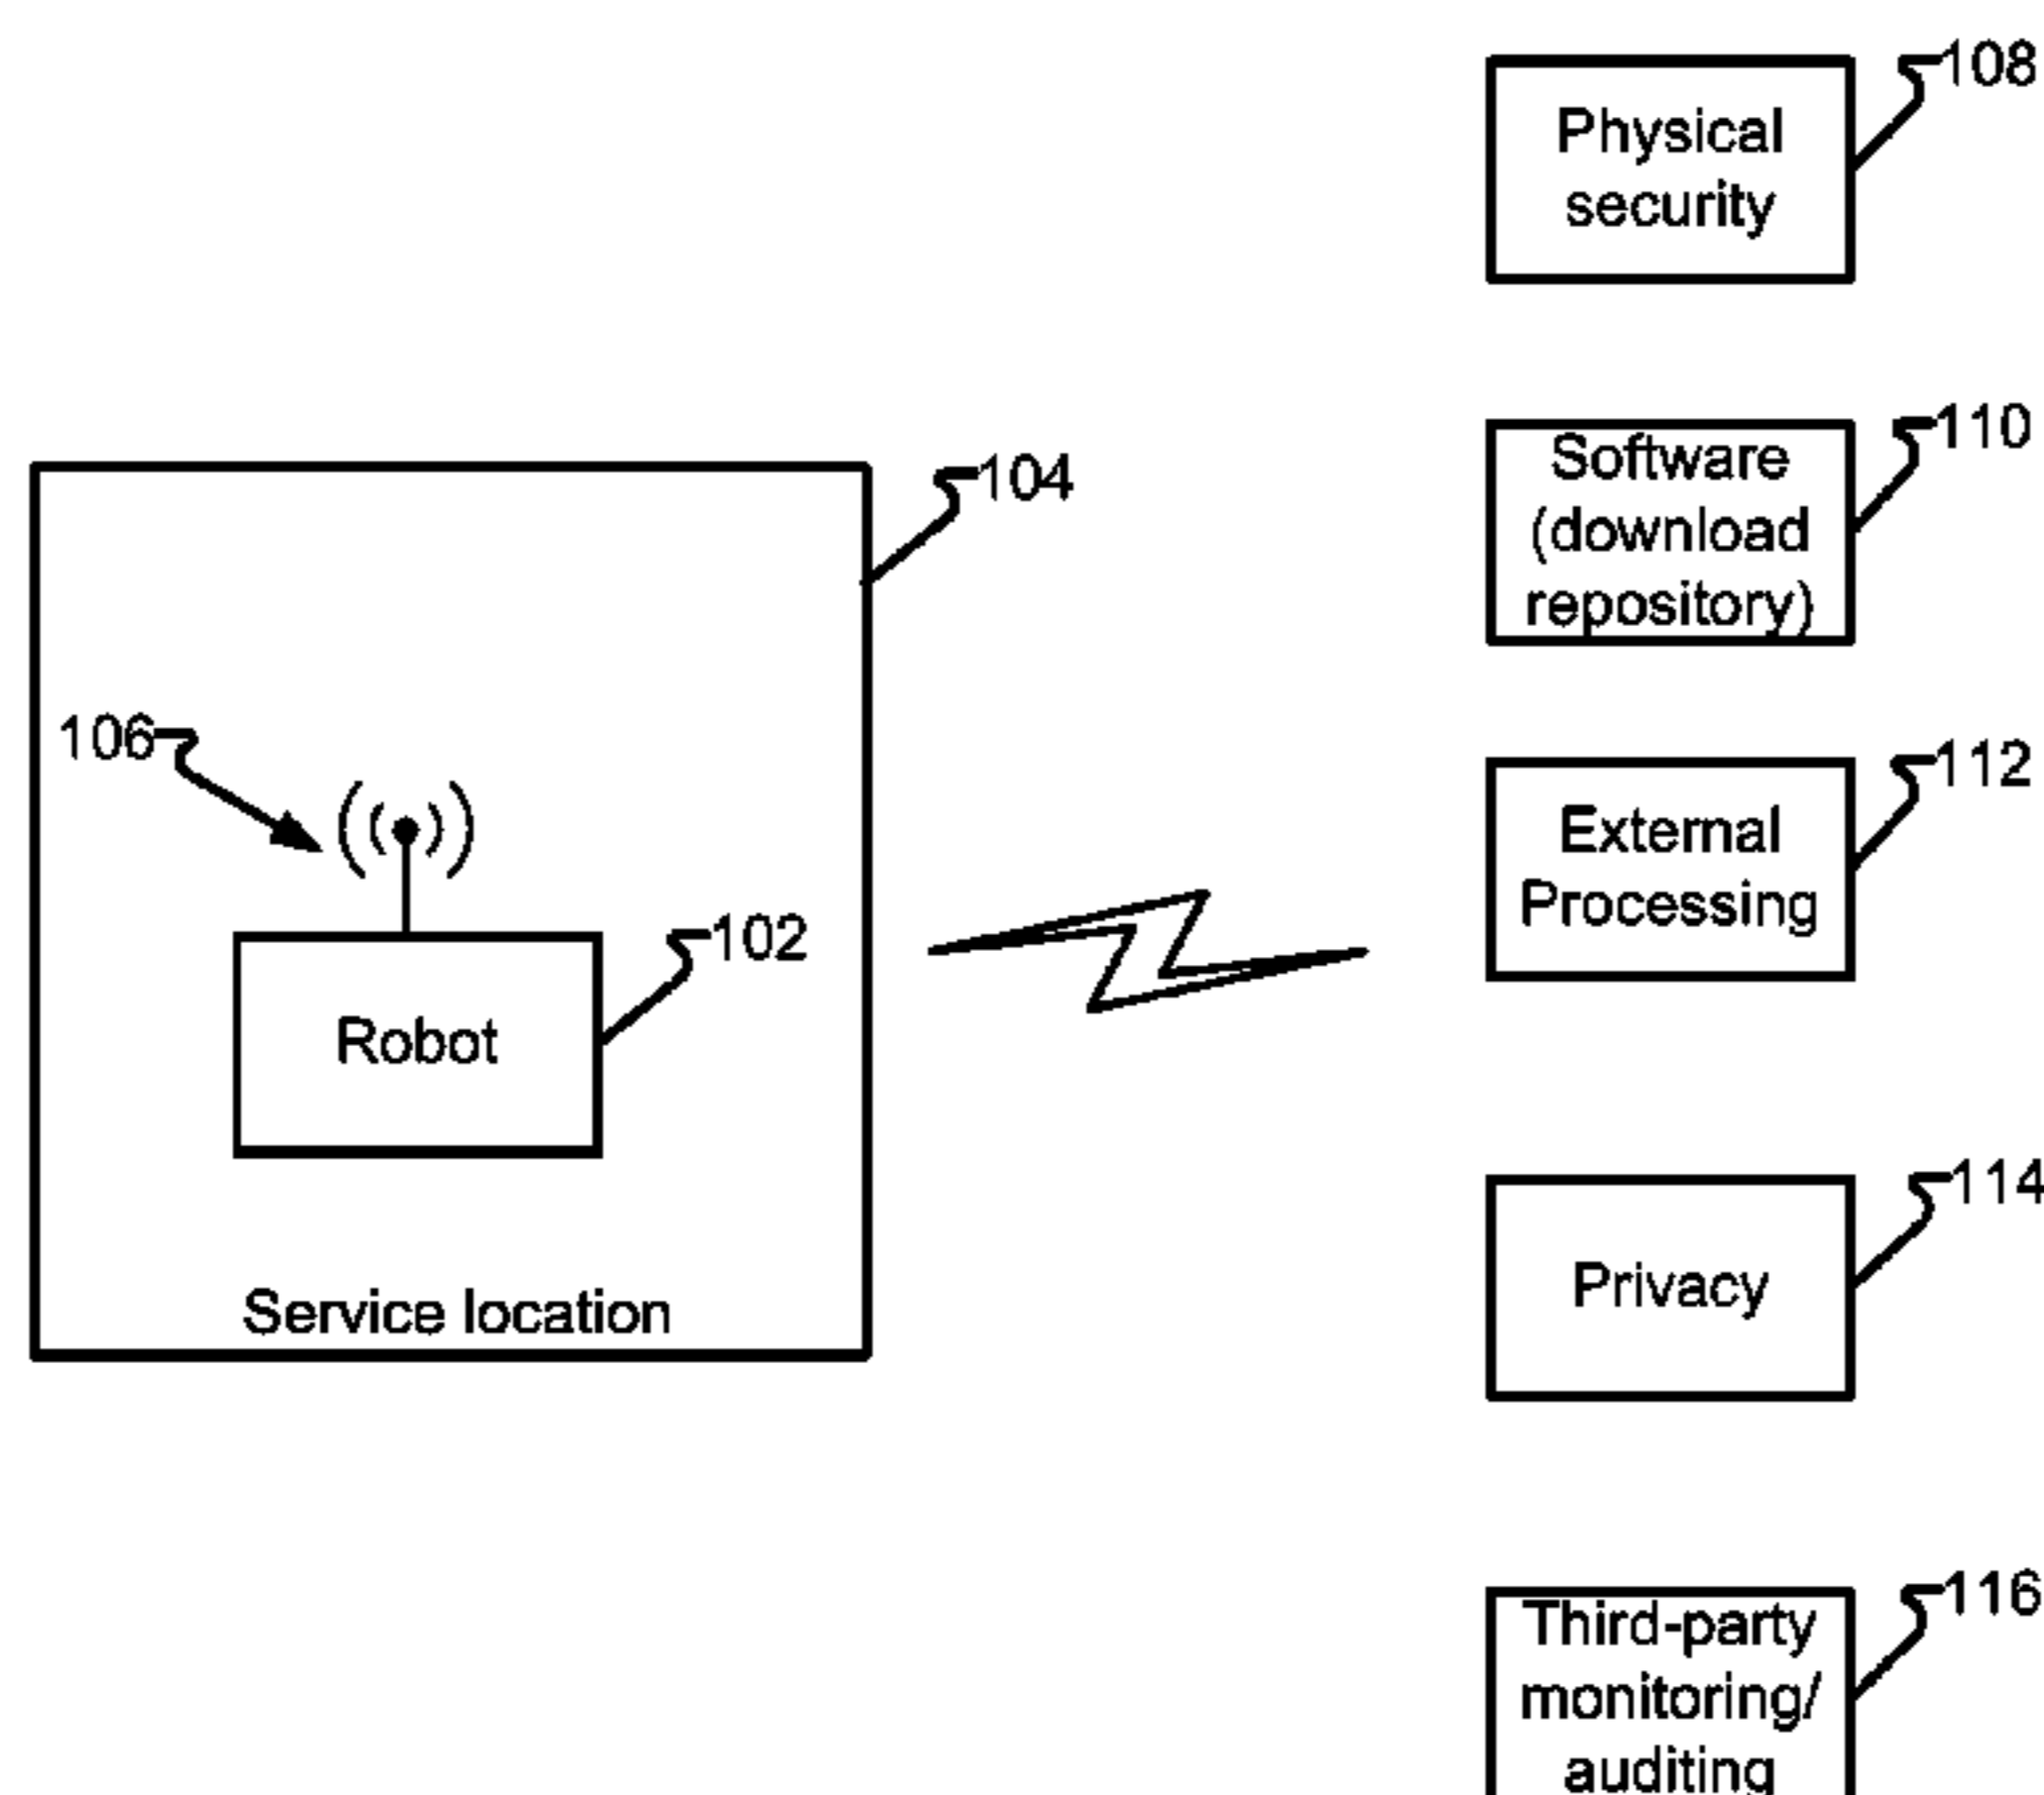 108
Physical
security
110
Software
(download
repository)
104
106
112
External
Processing
102
Robot
114
Privacy
Service location
116
Third-party
monitoring/
auditing